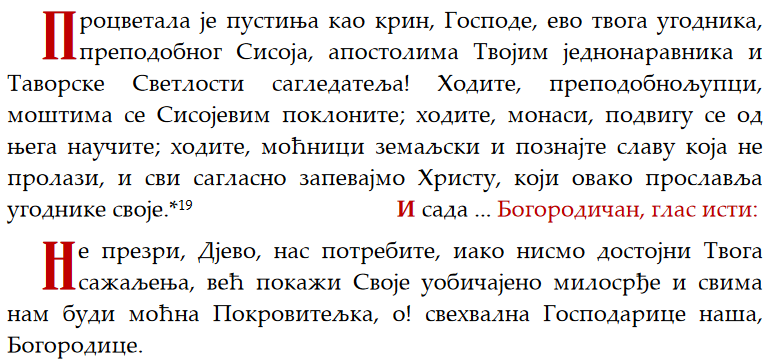 Процветала је пустиња као крин, Господе, ево твога угодника,
преподобног Сисоја, апостолима Твојим једнонаравника и
Таворске Светлости сагледатеља! Ходите, преподобнољупци,
моштима се Сисојевим поклоните; ходите, монаси, подвигу се од
њега научите; ходите, моћници земаљски и познајте славу која не
пролази, и сви сагласно запевајмо Христу, који овако прославља
угоднике своје.*19 И сада ... Богородичан, глас исти:
Не презри, Дјево, нас потребите, иако нисмо достојни Твога
сажаљења, већ покажи Своје уобичајено милосрђе и свима
нам буди моћна Покровитељка, о! свехвална Господарице наша,
Богородице.